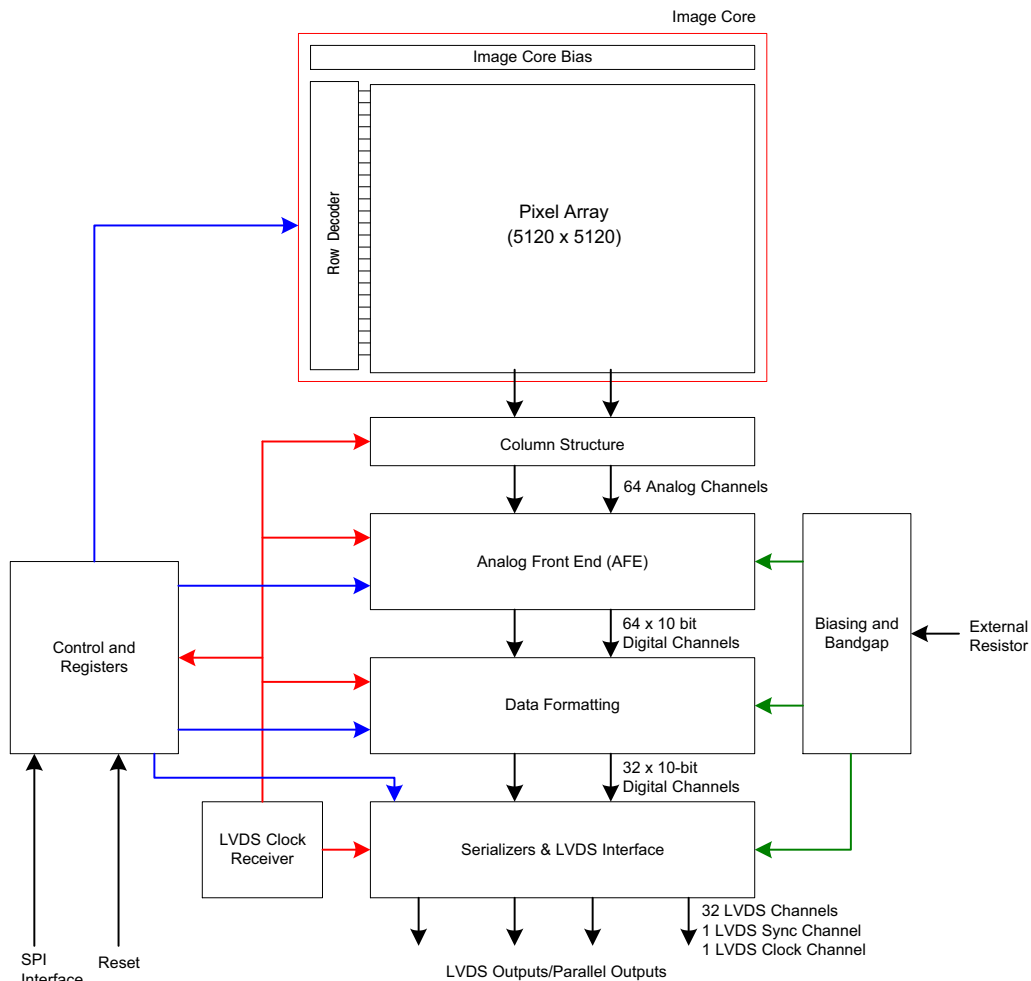 Image Core
Image Core Bias
Row Decoder
Pixel Array
(5120 x 5120)
Column Structure
64 Analog Channels
Analog Front End (AFE)
64 x 10 bit
Digital Channels
Control and
Registers
Biasing and
Bandgap
External
Resistor
Data Formatting
32 x 10-bit
Digital Channels
LVDS Clock
Receiver
Serializers & LVDS Interface
32 LVDS Channels
1 LVDS Sync Channel
1 LVDS Clock Channel
SPI
Interface
Reset
LVDS Outputs/Parallel Outputs